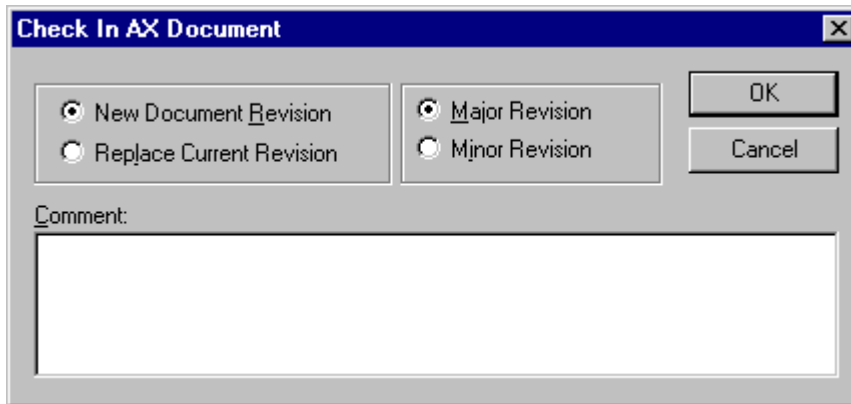 Check In AX Document
New Document Revision
Replace Current Revision
Major Revision
Minor Revision
OK
Cancel
Comment: